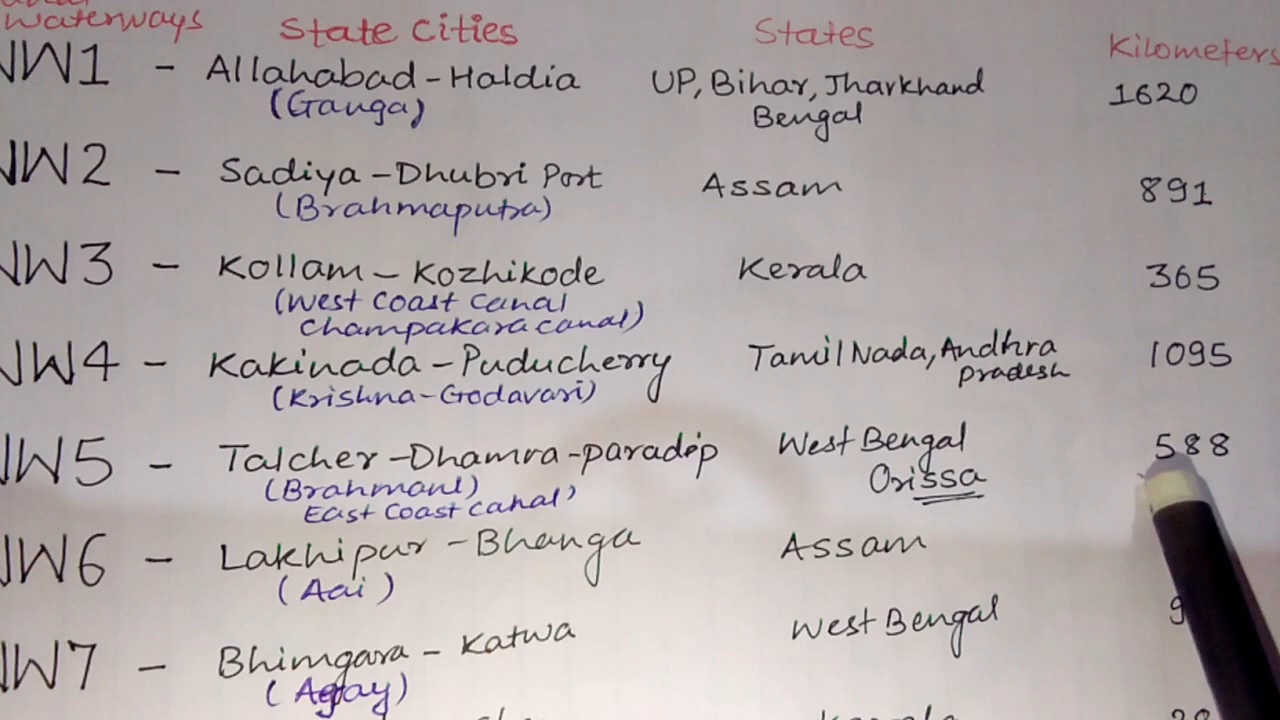 waterways State Cities States Kilometers
NW1 - Allahabad-Haldia UP, Bihar, Jharkhand 1620
(Ganga) Bengal
NW2 - Sadiya-Dhubri Port Assam 891
(Brahmaputra)
NW3 - Kollam-Kozhikode Kerala 365
(West Coast Canal
Champakara canal)
NW4 - Kakinada-Puducherry Tamil Nada, Andhra 1095
(Krishna-Godavari) pradesh
NW5 - Talcher-Dhamra-paradip West Bengal 588
(Brahmani) Orissa
East Coast Canal
NW6 - Lakhipur-Bhanga Assam
(Aai)
NW7 - Bhimgara-Katwa West Bengal 9
(Ajay)